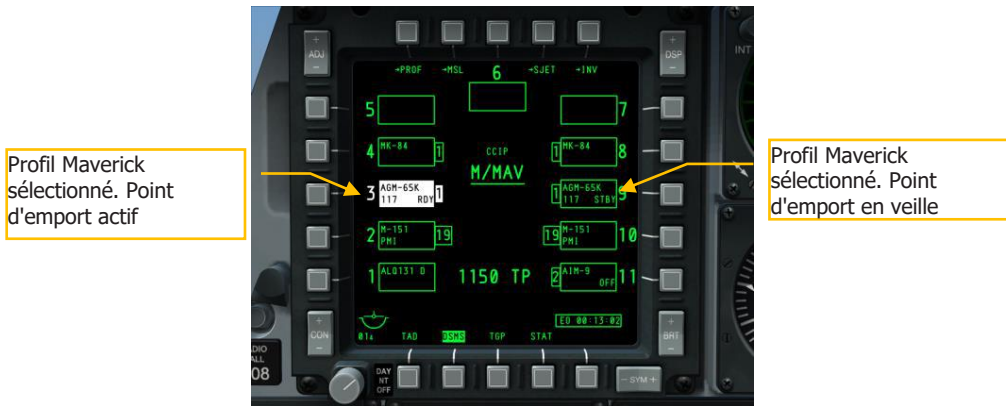 ADJ
DSP
INT
→PROF
→MSL
6
→SJET
→INV
5
7
4
MK-84
1
CCIP
1
MK-84
8
M/MAV
Profil Maverick
sélectionné. Point
d'emport actif
3
AGM-65K
117 RDY
1
1
AGM-65K
117 STBY
9
Profil Maverick
sélectionné. Point
d'emport en veille
2
M-151
PMI
19
19
M-151
PMI
10
1
ALQ131 D
1150 TP
2
AIM-9
OFF
11
CON
EO 00:13:02
BRT
01↓
TAD
DSMS
TGP
STAT
DIO
ALL
08
DAY
NT
OFF
- SYM +